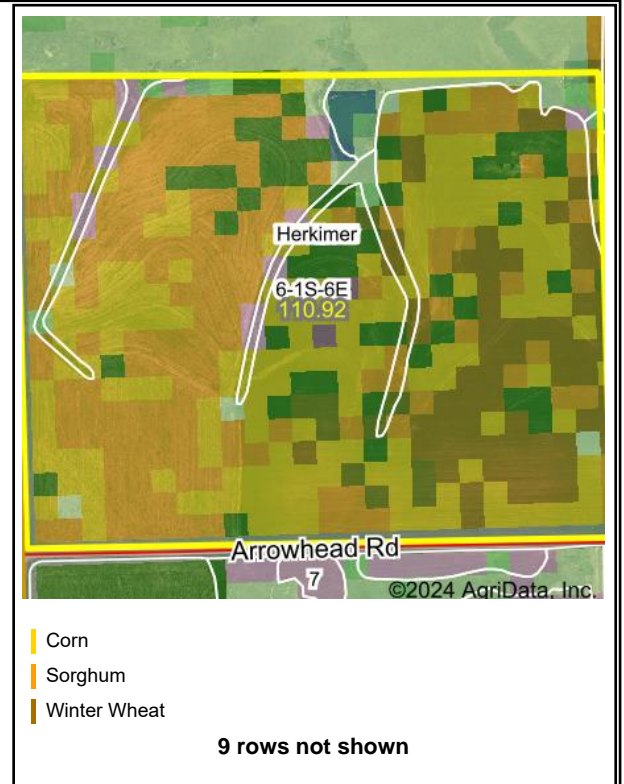 Herkimer
6-1S-6E
110.92
Arrowhead Rd
7
©2024 AgriData, Inc.
Corn
Sorghum
Winter Wheat
9 rows not shown